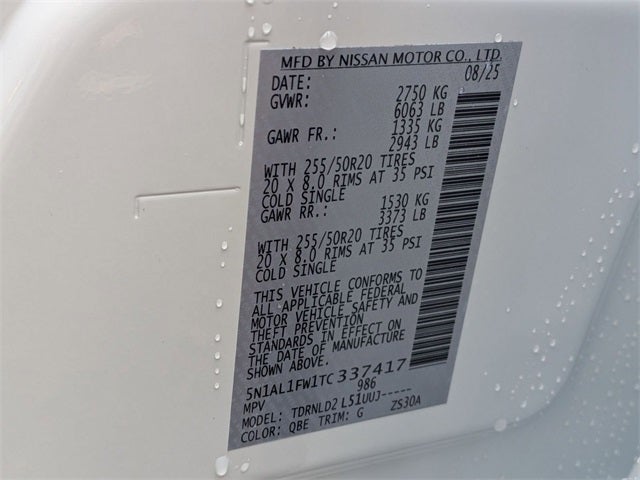 MFD BY NISSAN MOTOR CO., LTD.
DATE: 08/25
GVWR: 2750 KG
6063 LB
GAWR FR.: 1335 KG
2943 LB
WITH 255/50R20 TIRES
20 X 8.0 RIMS AT 35 PSI
COLD SINGLE
GAWR RR.: 1530 KG
3373 LB
WITH 255/50R20 TIRES
20 X 8.0 RIMS AT 35 PSI
COLD SINGLE
THIS VEHICLE CONFORMS TO
ALL APPLICABLE FEDERAL
MOTOR VEHICLE SAFETY AND
THEFT PREVENTION
STANDARDS IN EFFECT ON
THE DATE OF MANUFACTURE
SHOWN ABOVE.
5N1AL1FW1TC337417
MPV 986
MODEL: TDRNLD2 L51UUJ-----
COLOR: QBE TRIM: G ZS30A